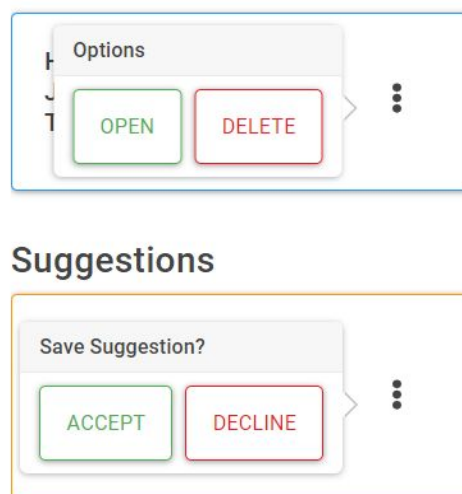 Options
OPEN DELETE
Suggestions
Save Suggestion?
ACCEPT DECLINE